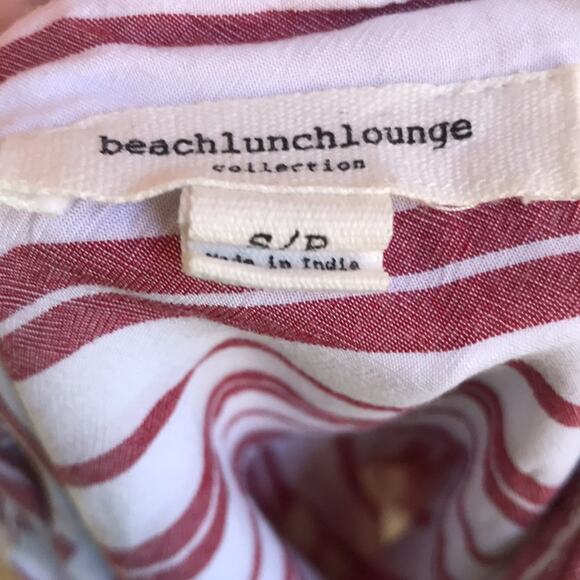 beachlunchlounge
collection
S/P
Made in India